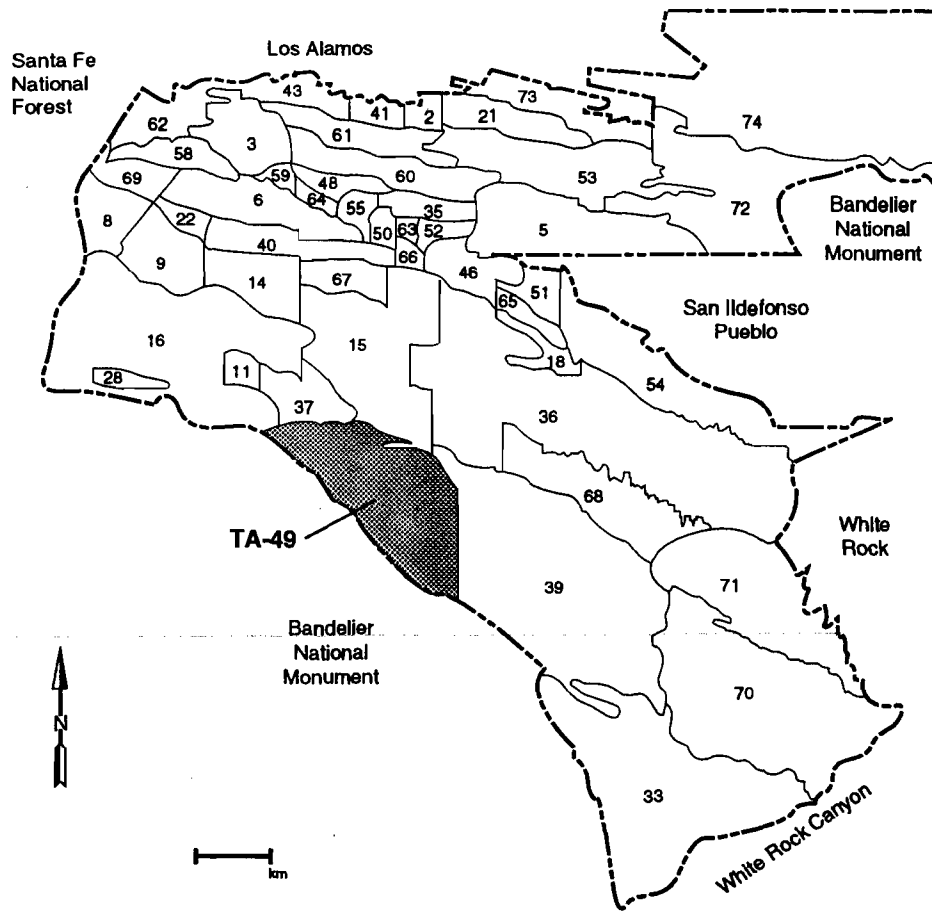 Los Alamos
Santa Fe
National
Forest
43
73
41
2
21
74
62
3
61
58
59
48
60
53
69
6
64
55
35
72
8
22
50
63
52
5
Bandelier
National
Monument
40
66
9
14
67
46
51
65
San Ildefonso
Pueblo
16
15
18
54
28
11
37
36
68
TA-49
White
Rock
39
71
Bandelier
National
Monument
70
N
33
White Rock Canyon
km